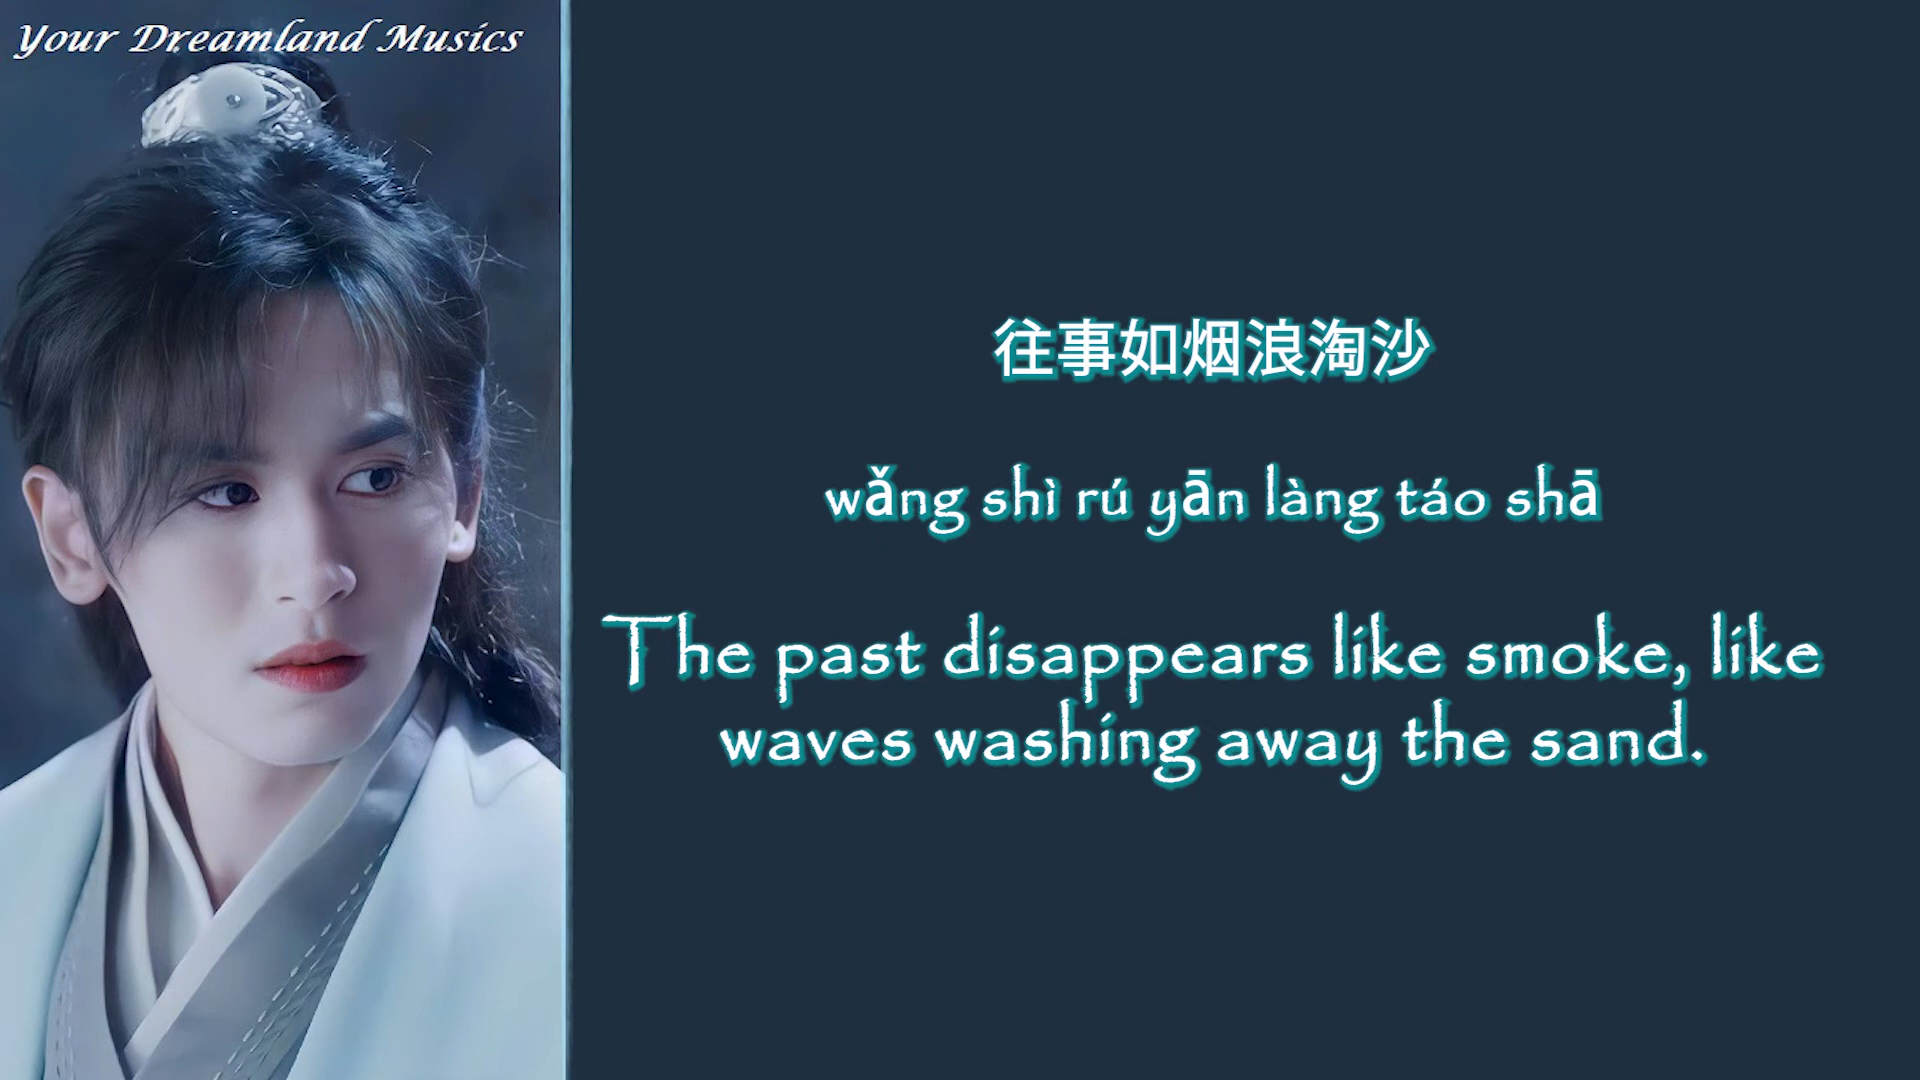 Your Dreamland Musics
往事如烟浪淘沙
wǎng shì rú yān làng táo shā
The past disappears like smoke, like
waves washing away the sand.